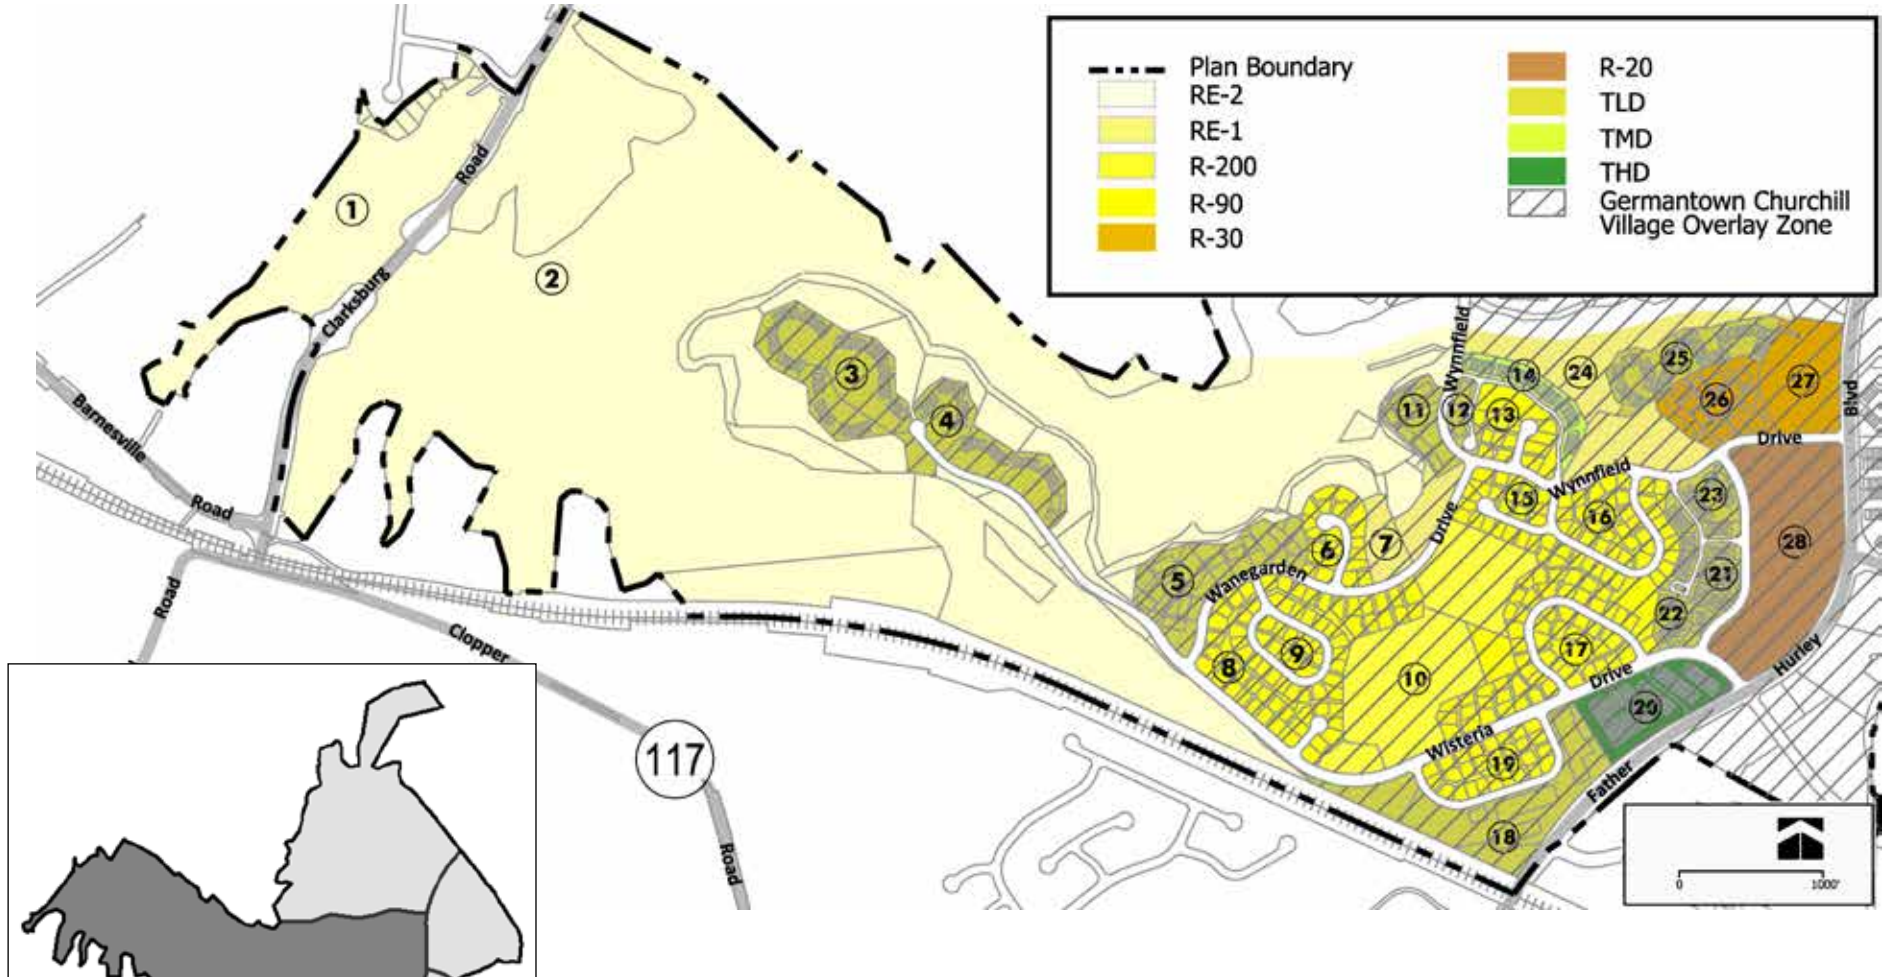 Plan Boundary
RE-2
RE-1
R-200
R-90
R-30
R-20
TLD
TMD
THD
Germantown Churchill
Village Overlay Zone
Clarksburg
Road
Barnesville
Road
Road
Clopper
117
Road
Wynnfield
Drive
Wanegarden
Wynnfield
Drive
Blvd
Wisteria
Drive
Father
Hurley
1
2
3
4
5
6
7
8
9
10
11
12
13
14
15
16
17
18
19
20
21
22
23
24
25
26
27
28
0
1000'